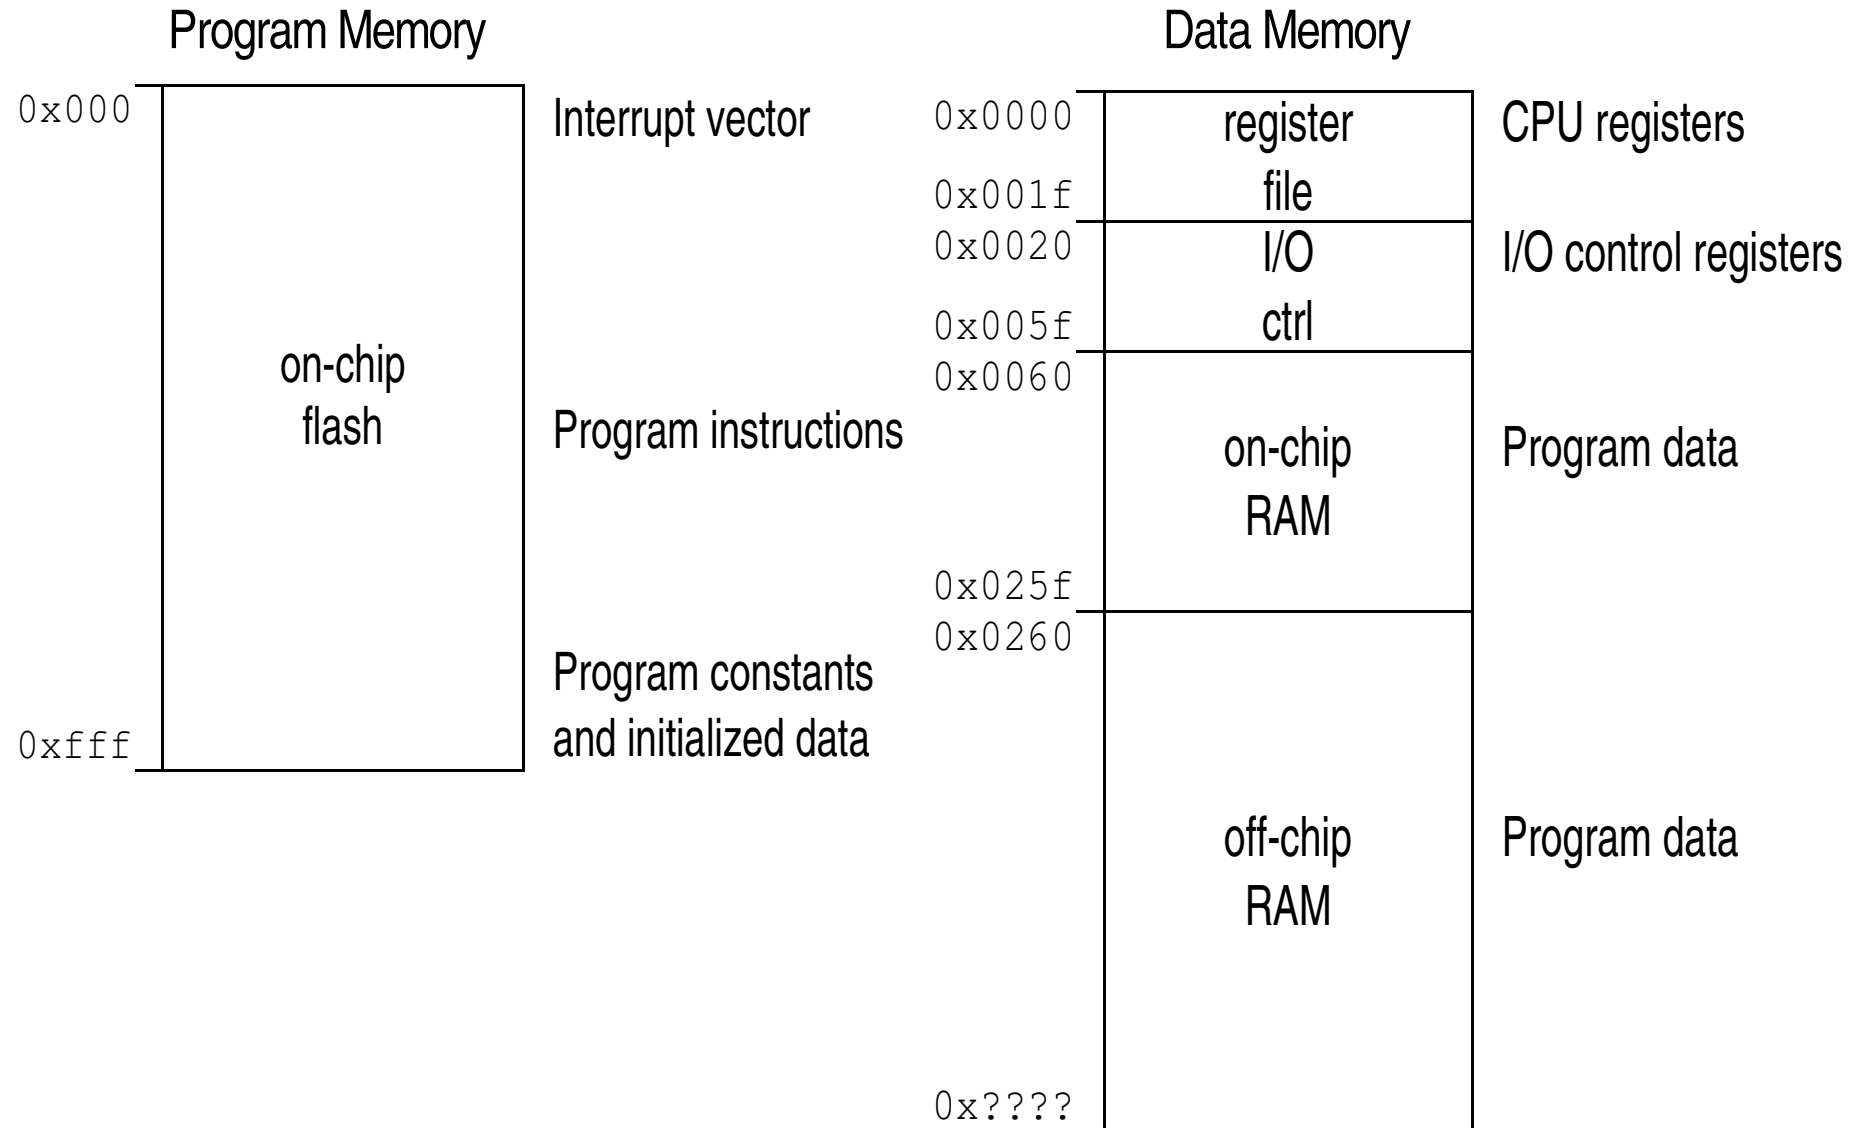 Program Memory
0x000
Interrupt vector
on-chip
flash
Program instructions
Program constants
and initialized data
0xfff
Data Memory
0x0000
register
CPU registers
0x001f
file
0x0020
I/O
I/O control registers
0x005f
ctrl
0x0060
on-chip
Program data
RAM
0x025f
0x0260
off-chip
Program data
RAM
0x????